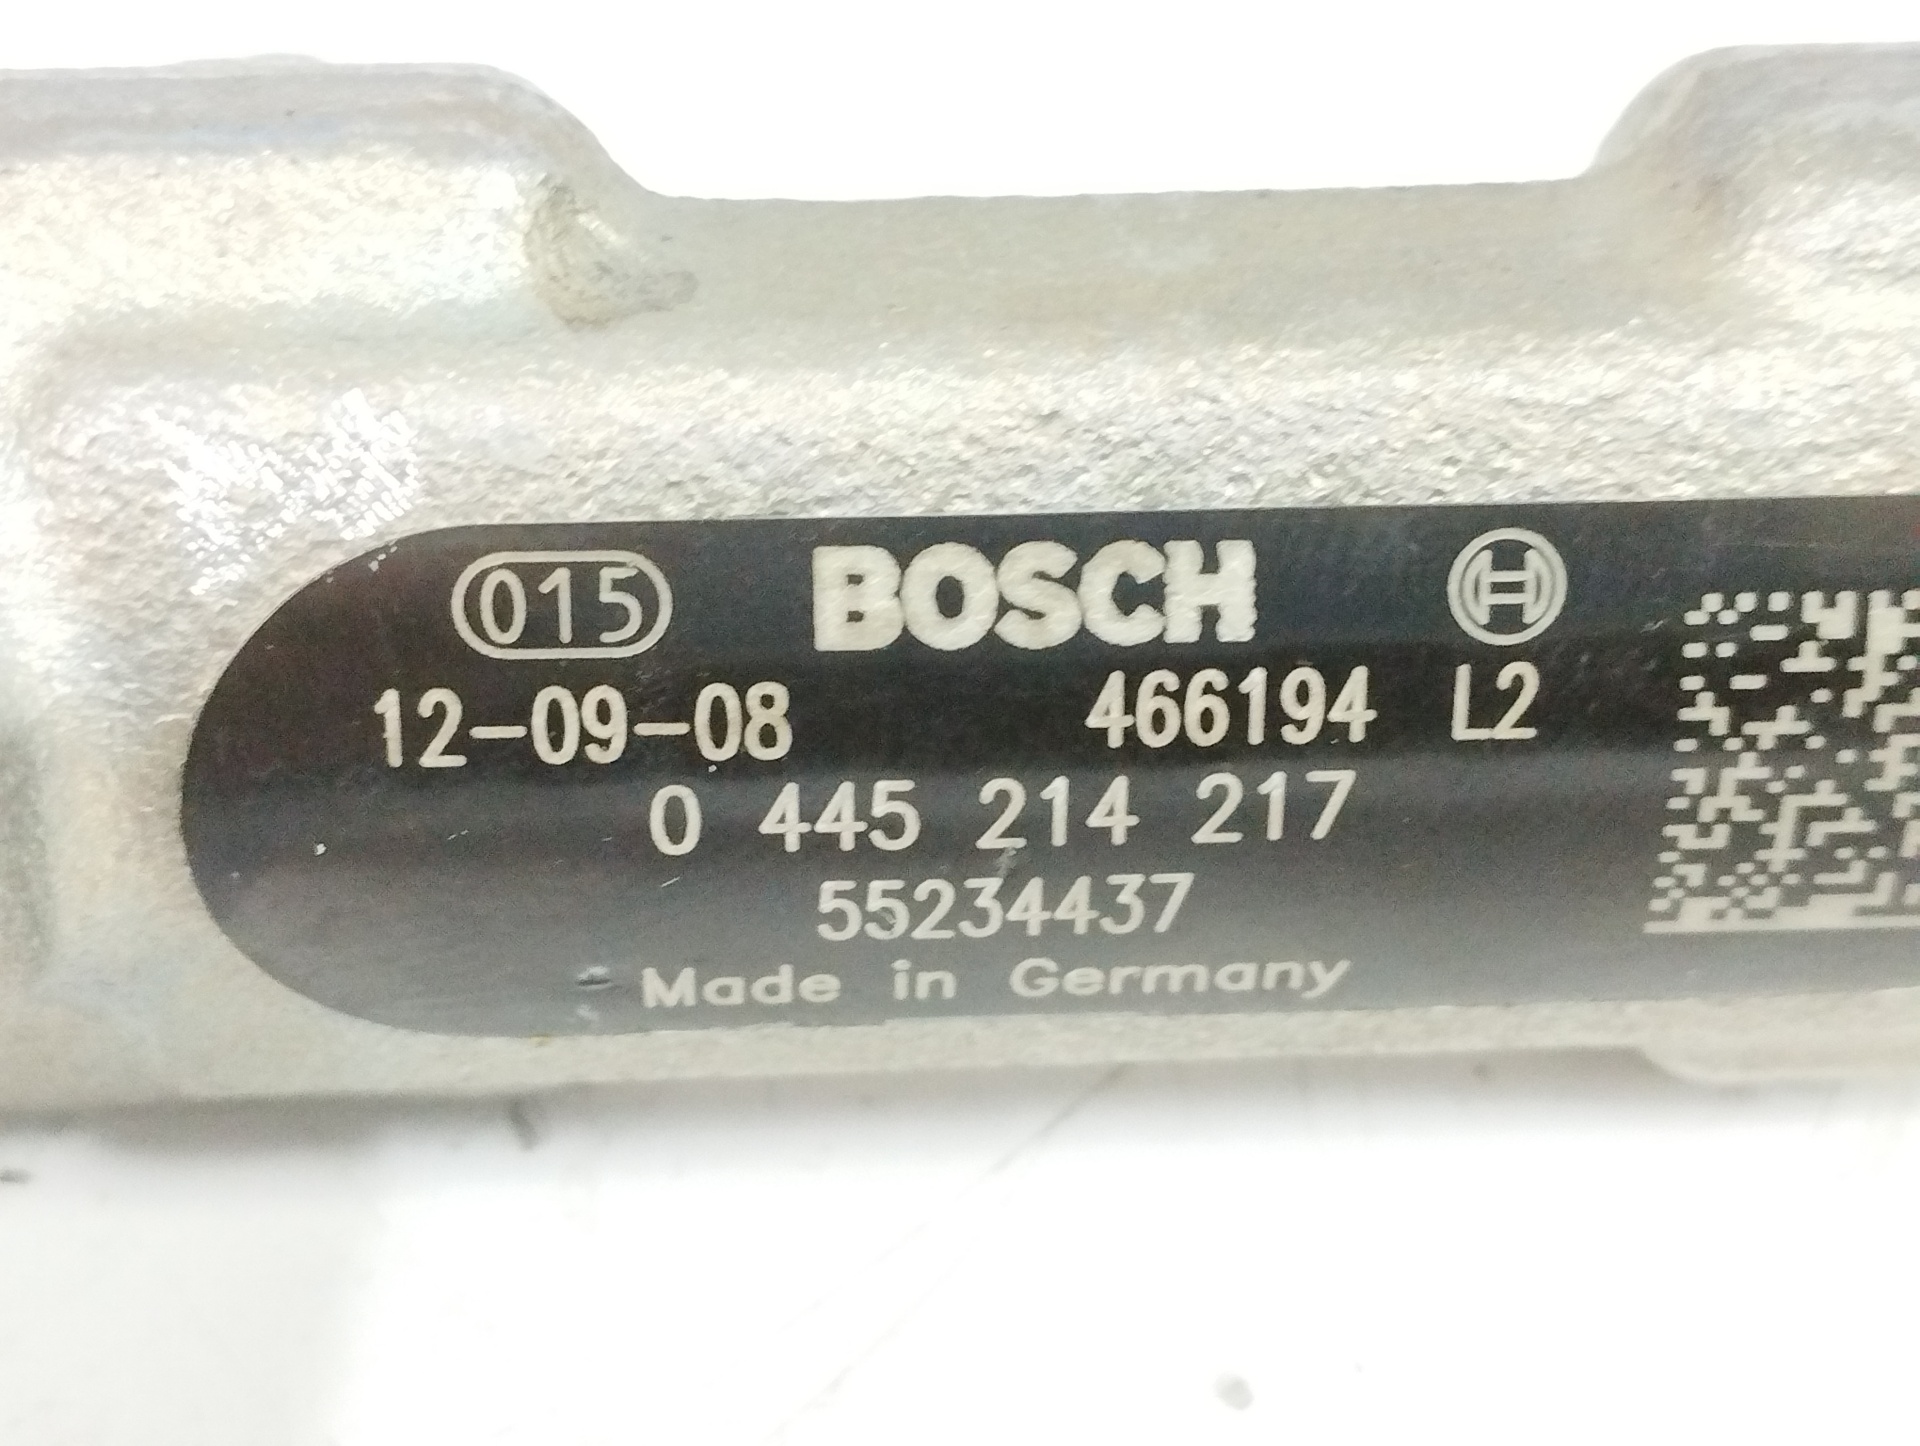 015 BOSCH
12-09-08 466194 L2
0 445 214 217
55234437
Made in Germany